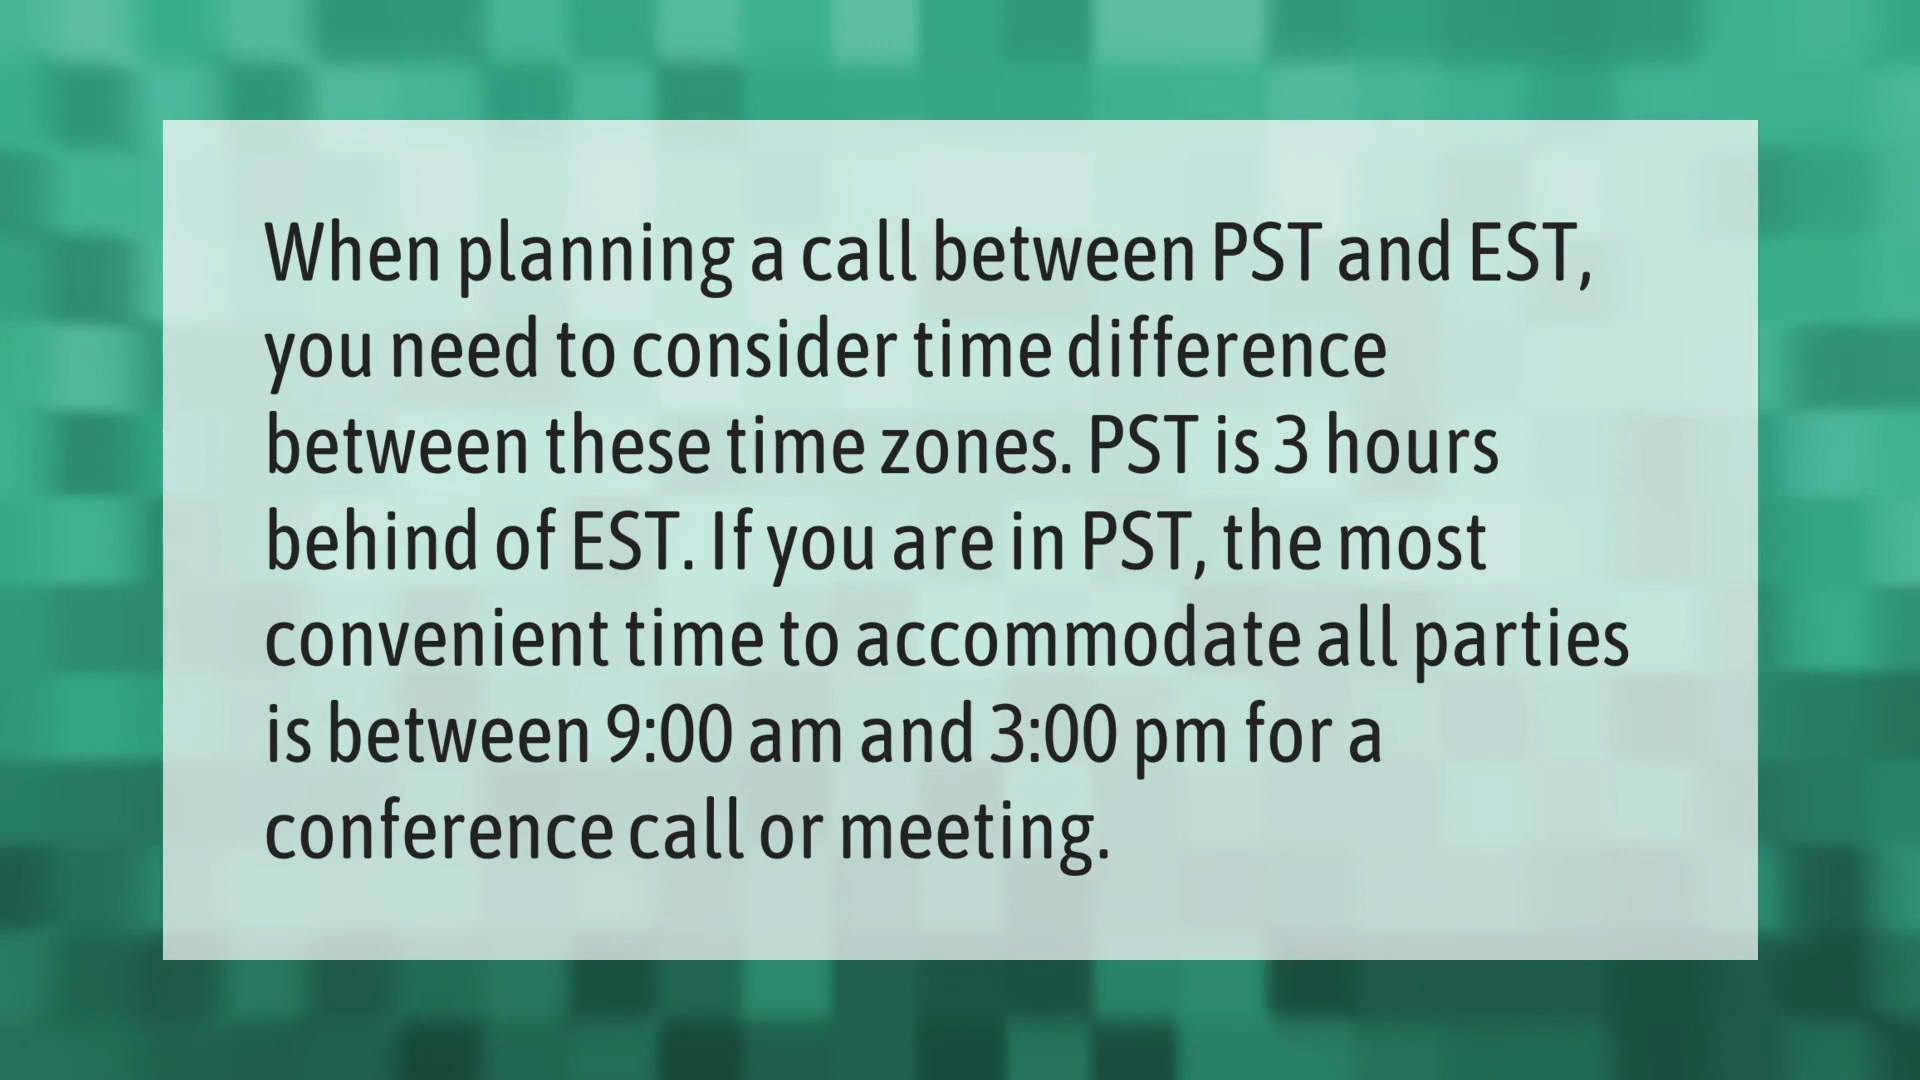 When planning a call between PST and EST,
you need to consider time difference
between these time zones. PST is 3 hours
behind of EST. If you are in PST, the most
convenient time to accommodate all parties
is between 9:00 am and 3:00 pm for a
conference call or meeting.